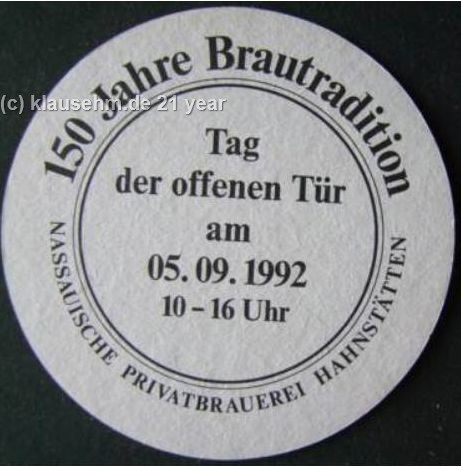 150 Jahre Brautradition
(c) klausehm.de 21 year
Tag
der offenen Tür
am
05. 09. 1992
10 – 16 Uhr
NASSAUISCHE PRIVATBRAUEREI HAHNSTÄTTEN